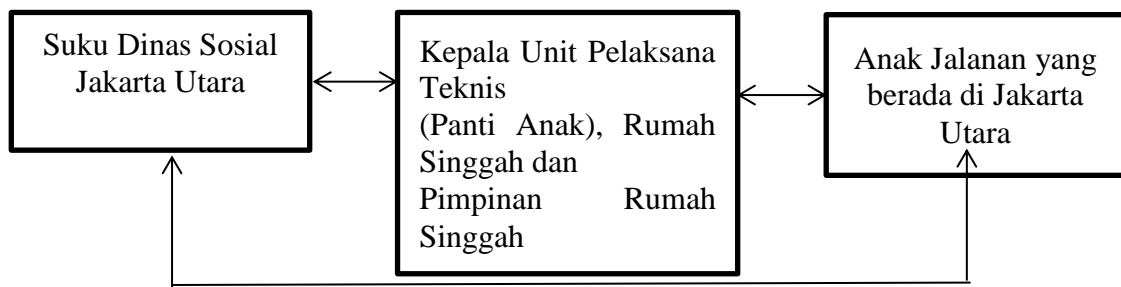 Suku Dinas Sosial
Jakarta Utara
Kepala Unit Pelaksana
Teknis
(Panti Anak), Rumah
Singgah dan
Pimpinan Rumah
Singgah
Anak Jalanan yang
berada di Jakarta
Utara